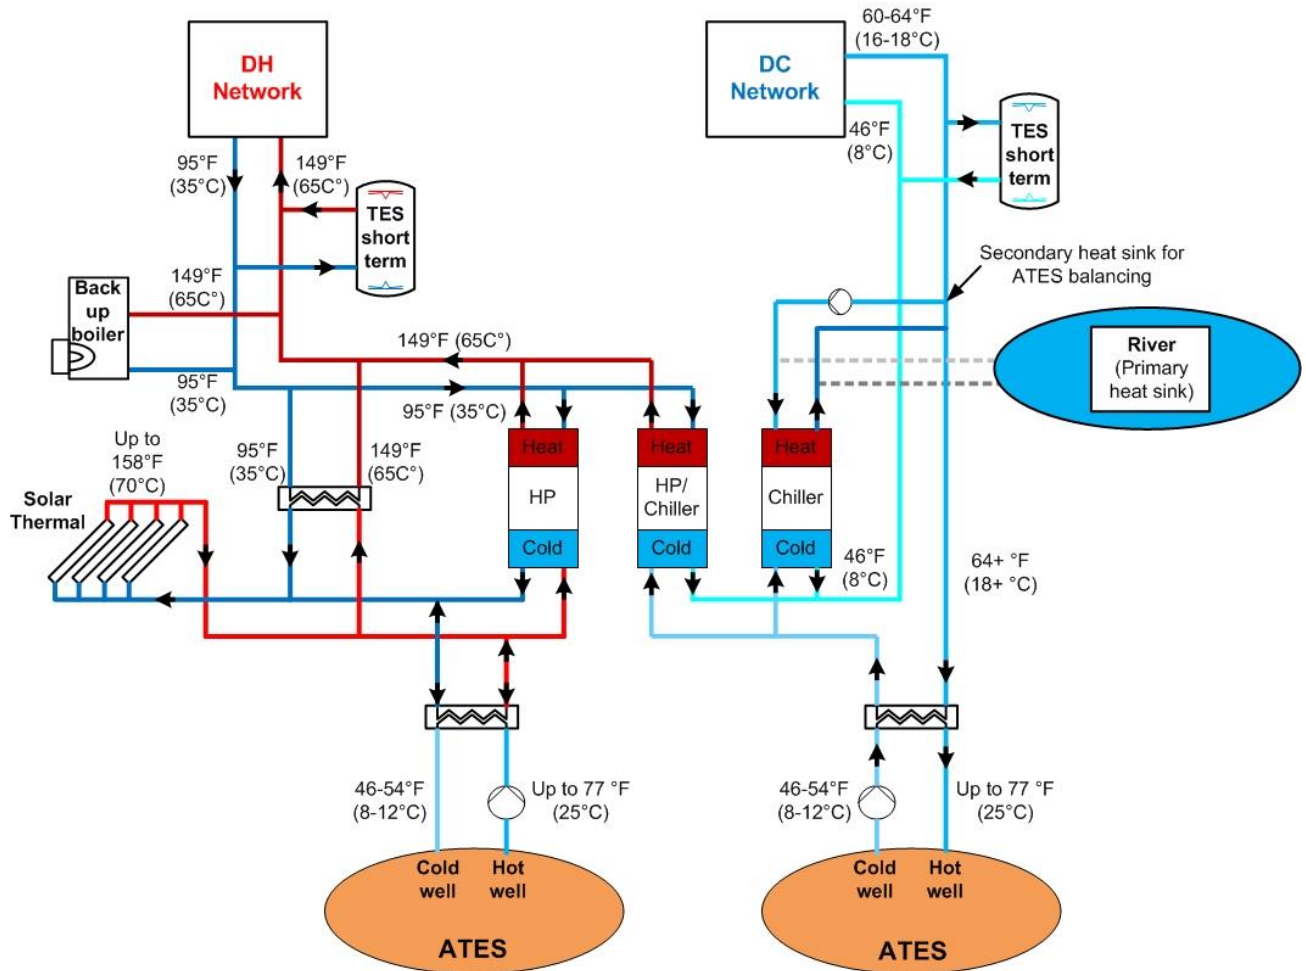 60-64°F
(16-18°C)
DH
Network
DC
Network
95°F
(35°C)
149°F
(65C°)
TES
short
term
46°F
(8°C)
TES
short
term
Secondary heat sink for
ATES balancing
149°F
(65C°)
Back
up
boiler
95°F
(35°C)
149°F (65C°)
95°F (35°C)
River
(Primary
heat sink)
Up to
158°F
(70°C)
95°F
(35°C)
149°F
(65C°)
Solar
Thermal
Heat
HP
Cold
Heat
HP/
Chiller
Cold
Heat
Chiller
Cold
46°F
(8°C)
64+ °F
(18+ °C)
46-54°F
(8-12°C)
Up to 77 °F
(25°C)
46-54°F
(8-12°C)
Up to 77 °F
(25°C)
Cold
well
Hot
well
ATES
Cold
well
Hot
well
ATES